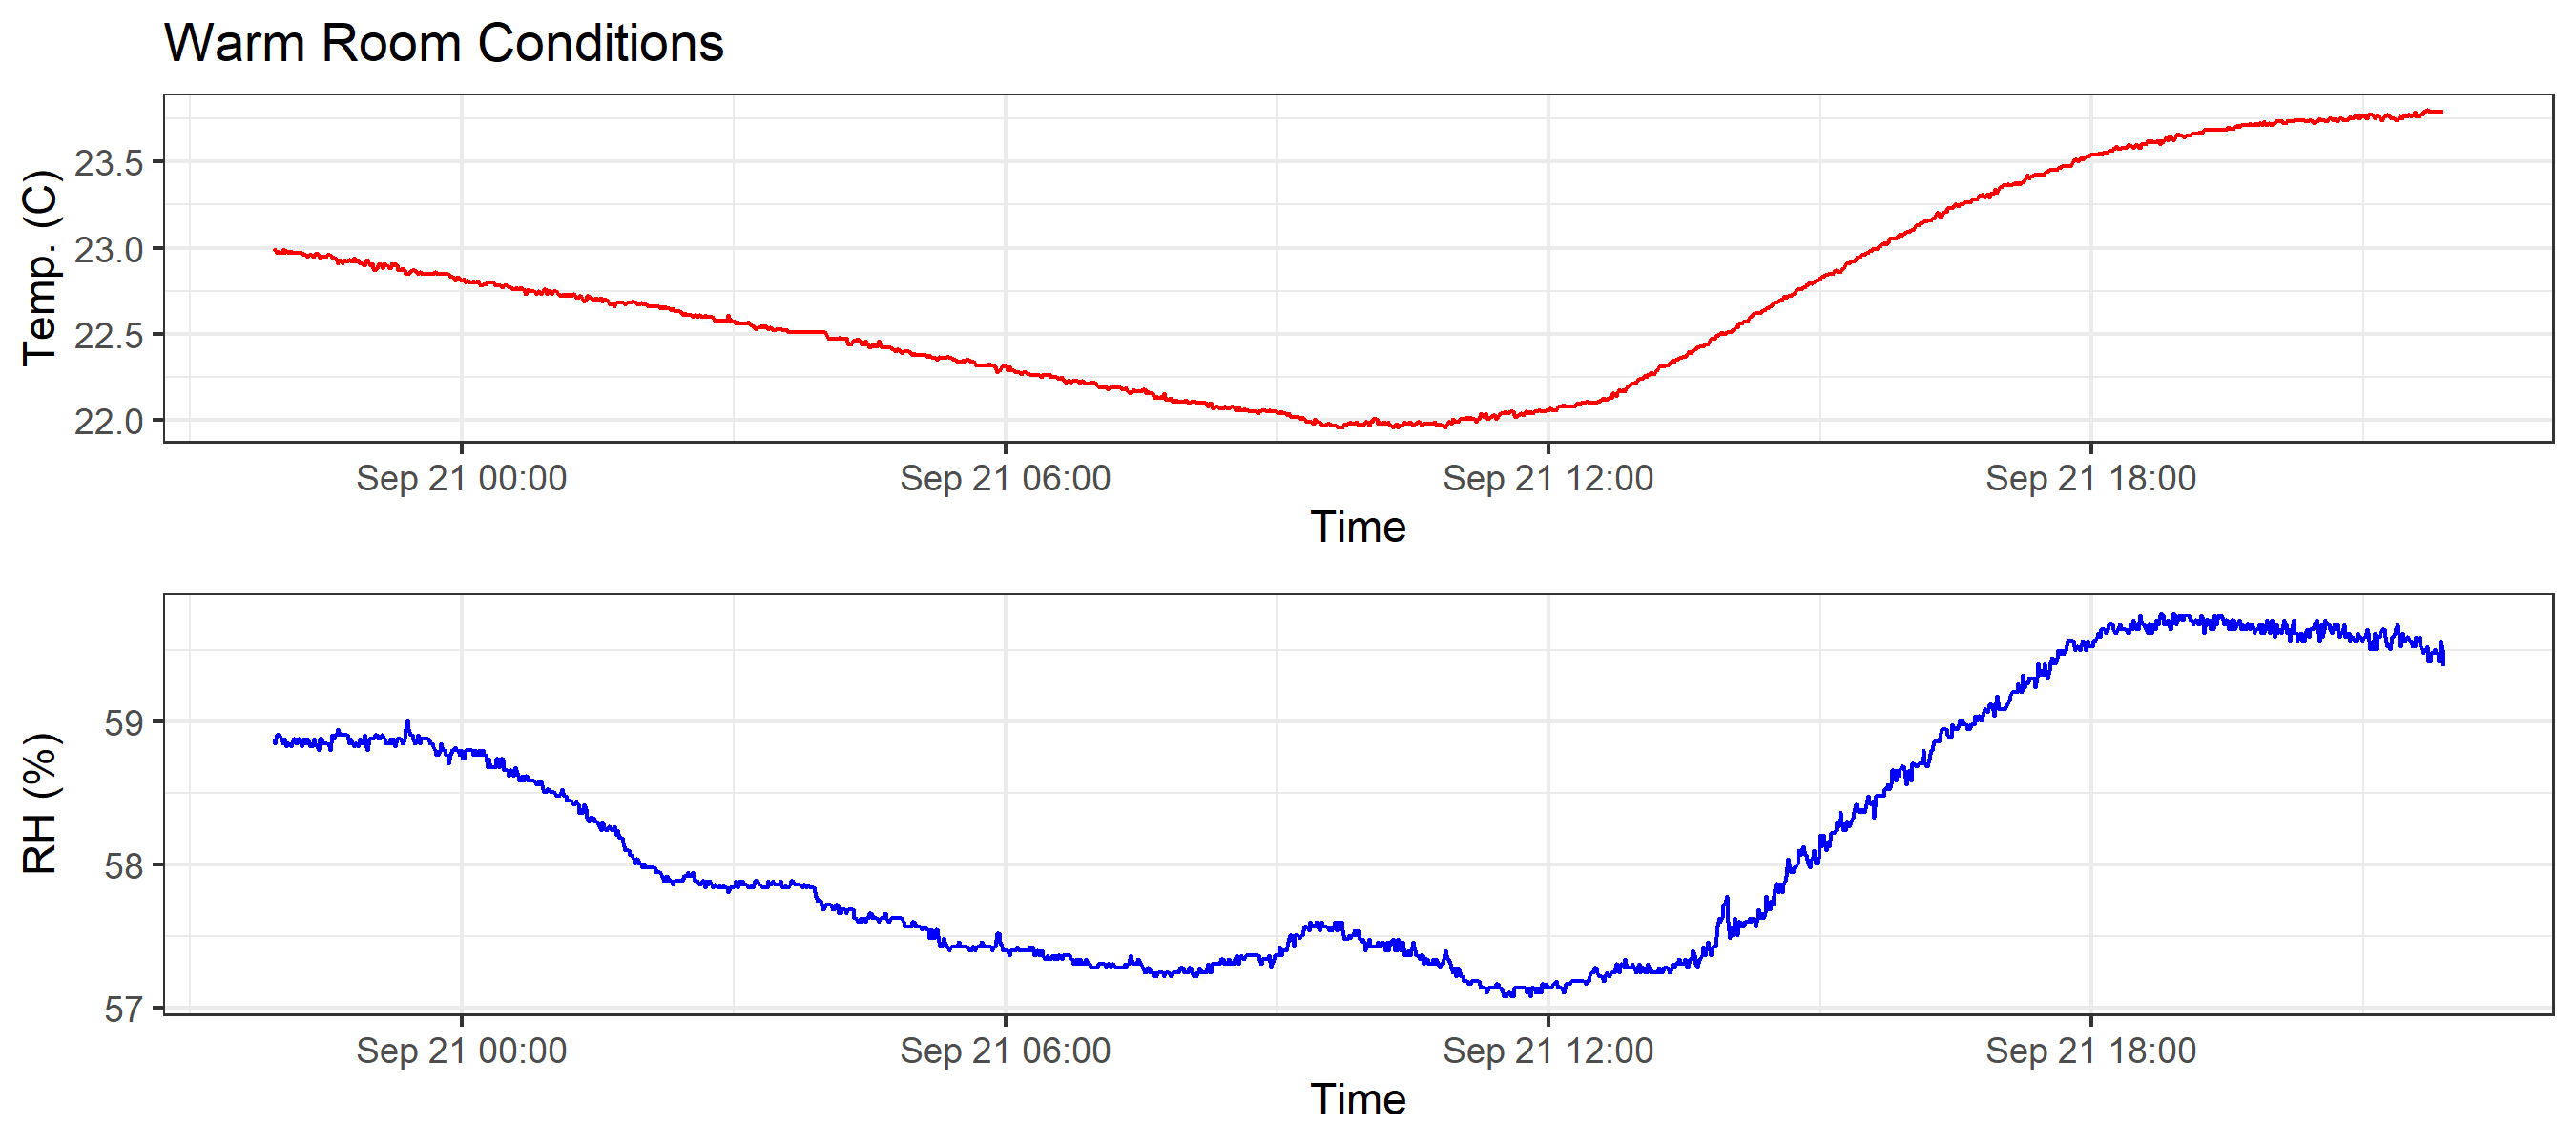 Warm Room Conditions
Temp. (C)
23.5
23.0
22.5
22.0
Sep 21 00:00 Sep 21 06:00 Sep 21 12:00 Sep 21 18:00
Time
RH (%)
59
58
57
Sep 21 00:00 Sep 21 06:00 Sep 21 12:00 Sep 21 18:00
Time